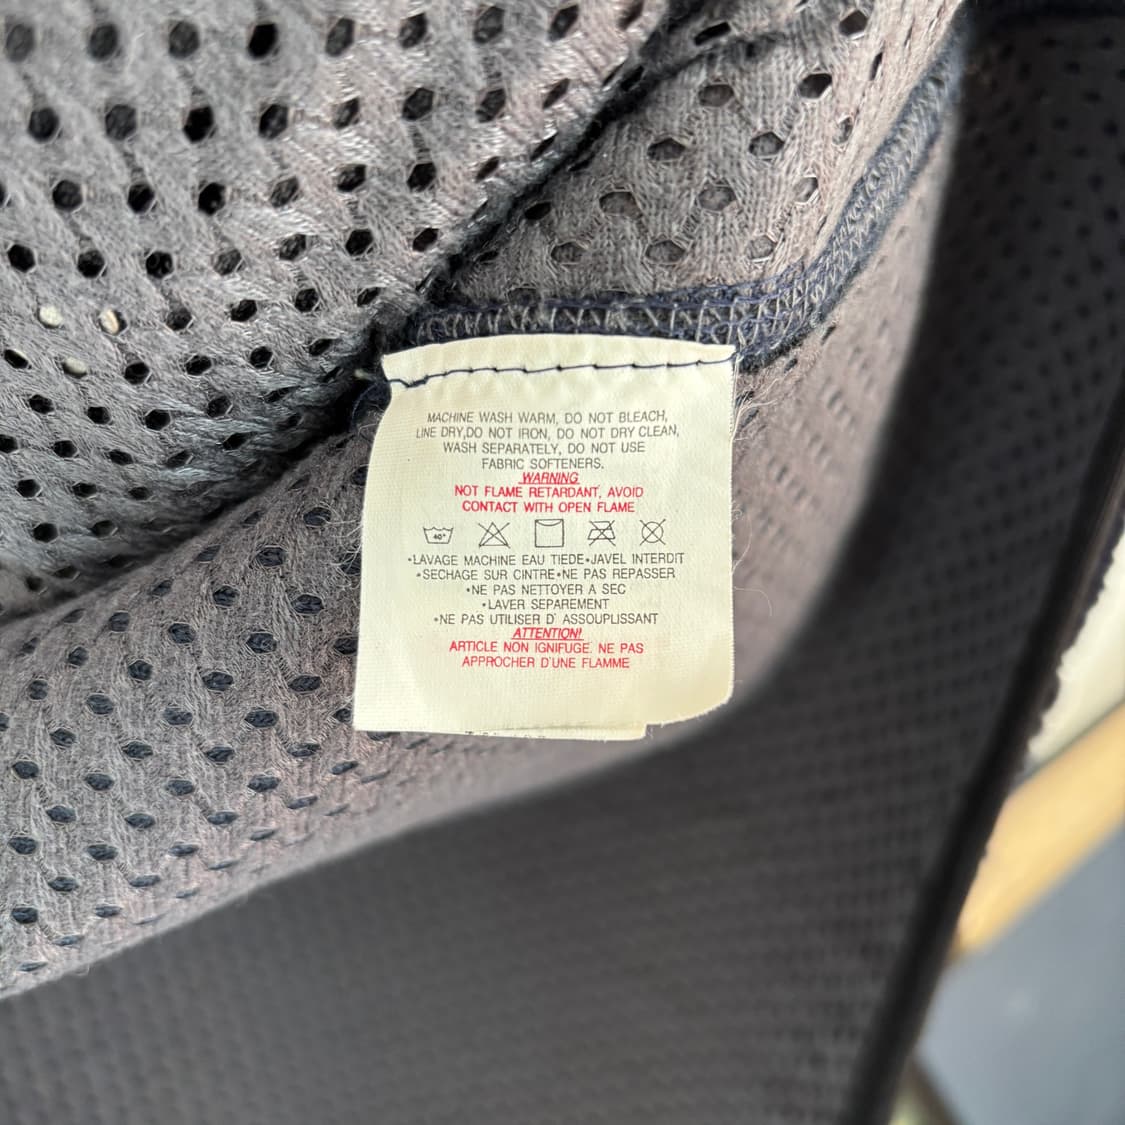 MACHINE WASH WARM, DO NOT BLEACH,
LINE DRY,DO NOT IRON, DO NOT DRY CLEAN,
WASH SEPARATELY, DO NOT USE
FABRIC SOFTENERS.
WARNING
NOT FLAME RETARDANT, AVOID
CONTACT WITH OPEN FLAME
40°
•LAVAGE MACHINE EAU TIEDE•JAVEL INTERDIT
•SECHAGE SUR CINTRE•NE PAS REPASSER
•NE PAS NETTOYER A SEC
•LAVER SEPAREMENT
•NE PAS UTILISER D' ASSOUPLISSANT
ATTENTION!
ARTICLE NON IGNIFUGE. NE PAS
APPROCHER D'UNE FLAMME